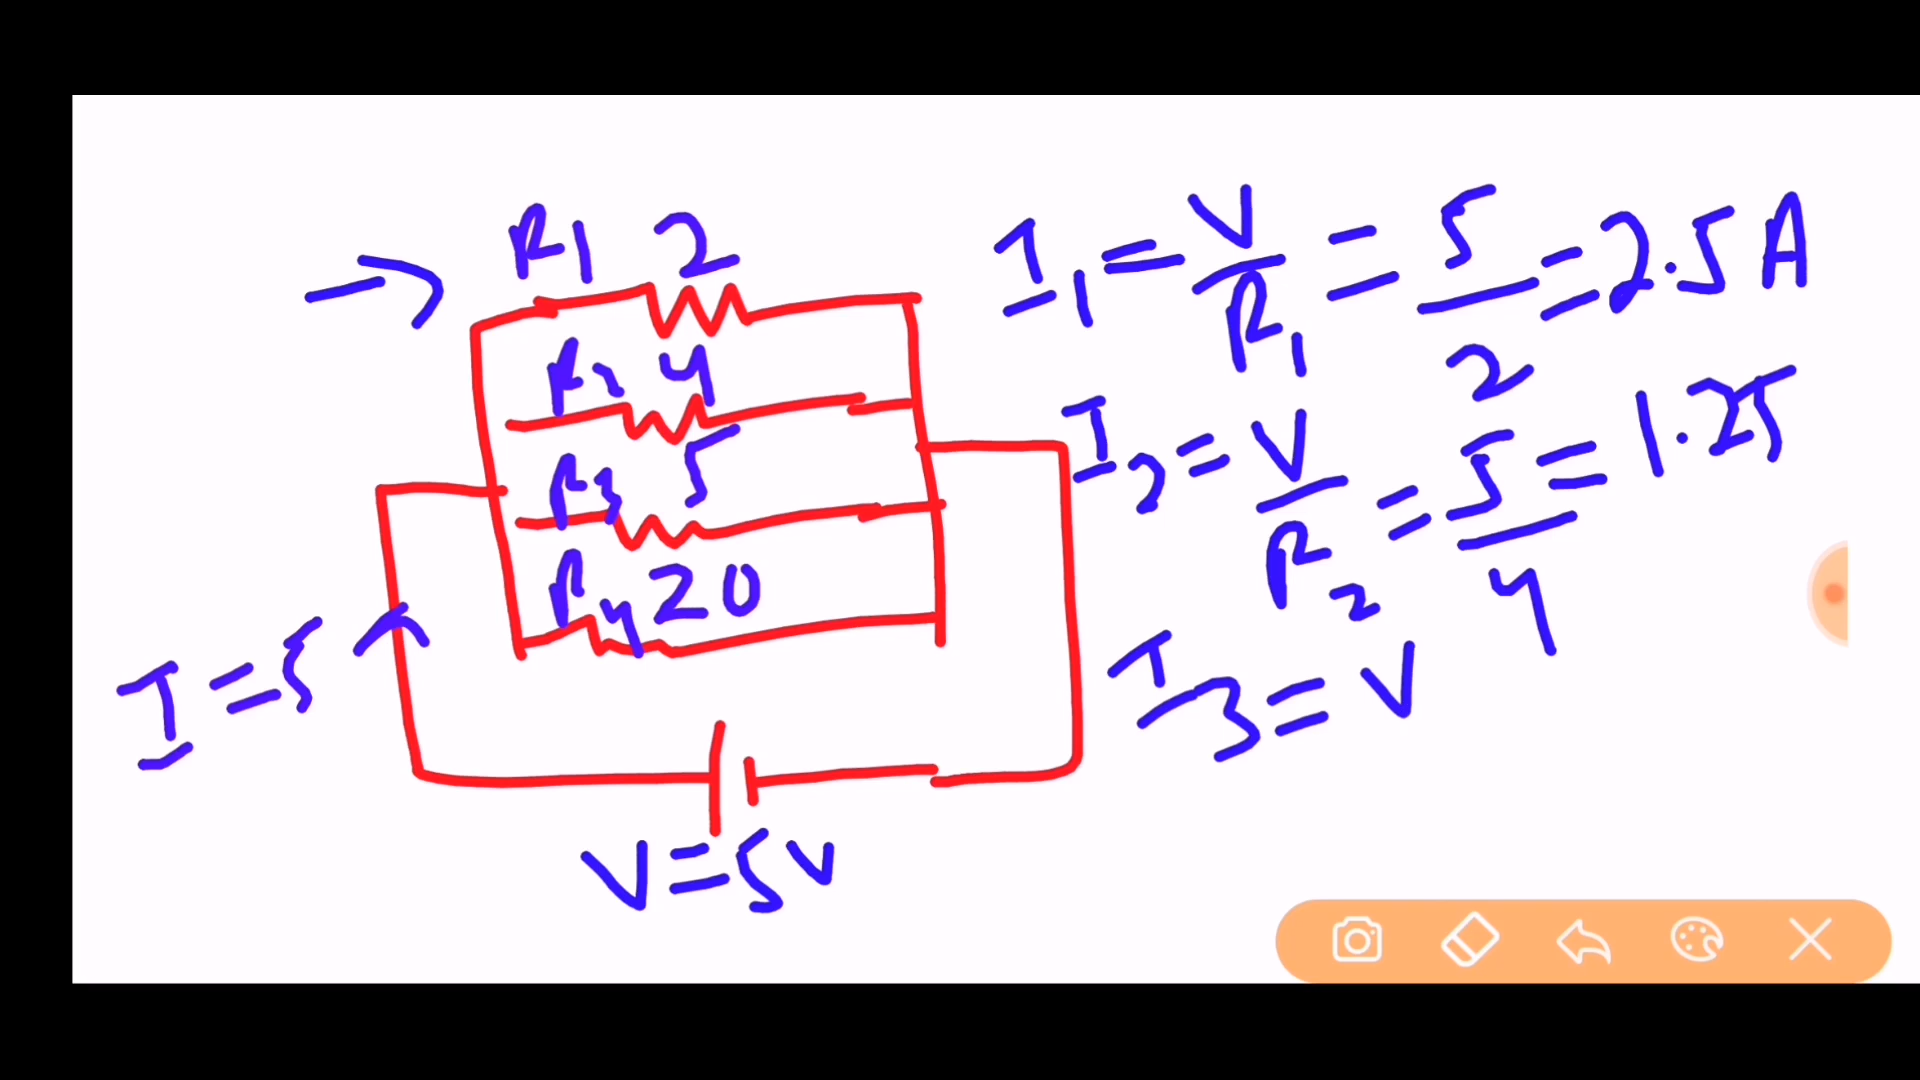 R1 2
R2 4
R3 5
R4 20
I = 5
V = 5v
I1 = V/R1 = 5/2 = 2.5A
I2 = V/R2 = 5/4 = 1.25
I3 = V